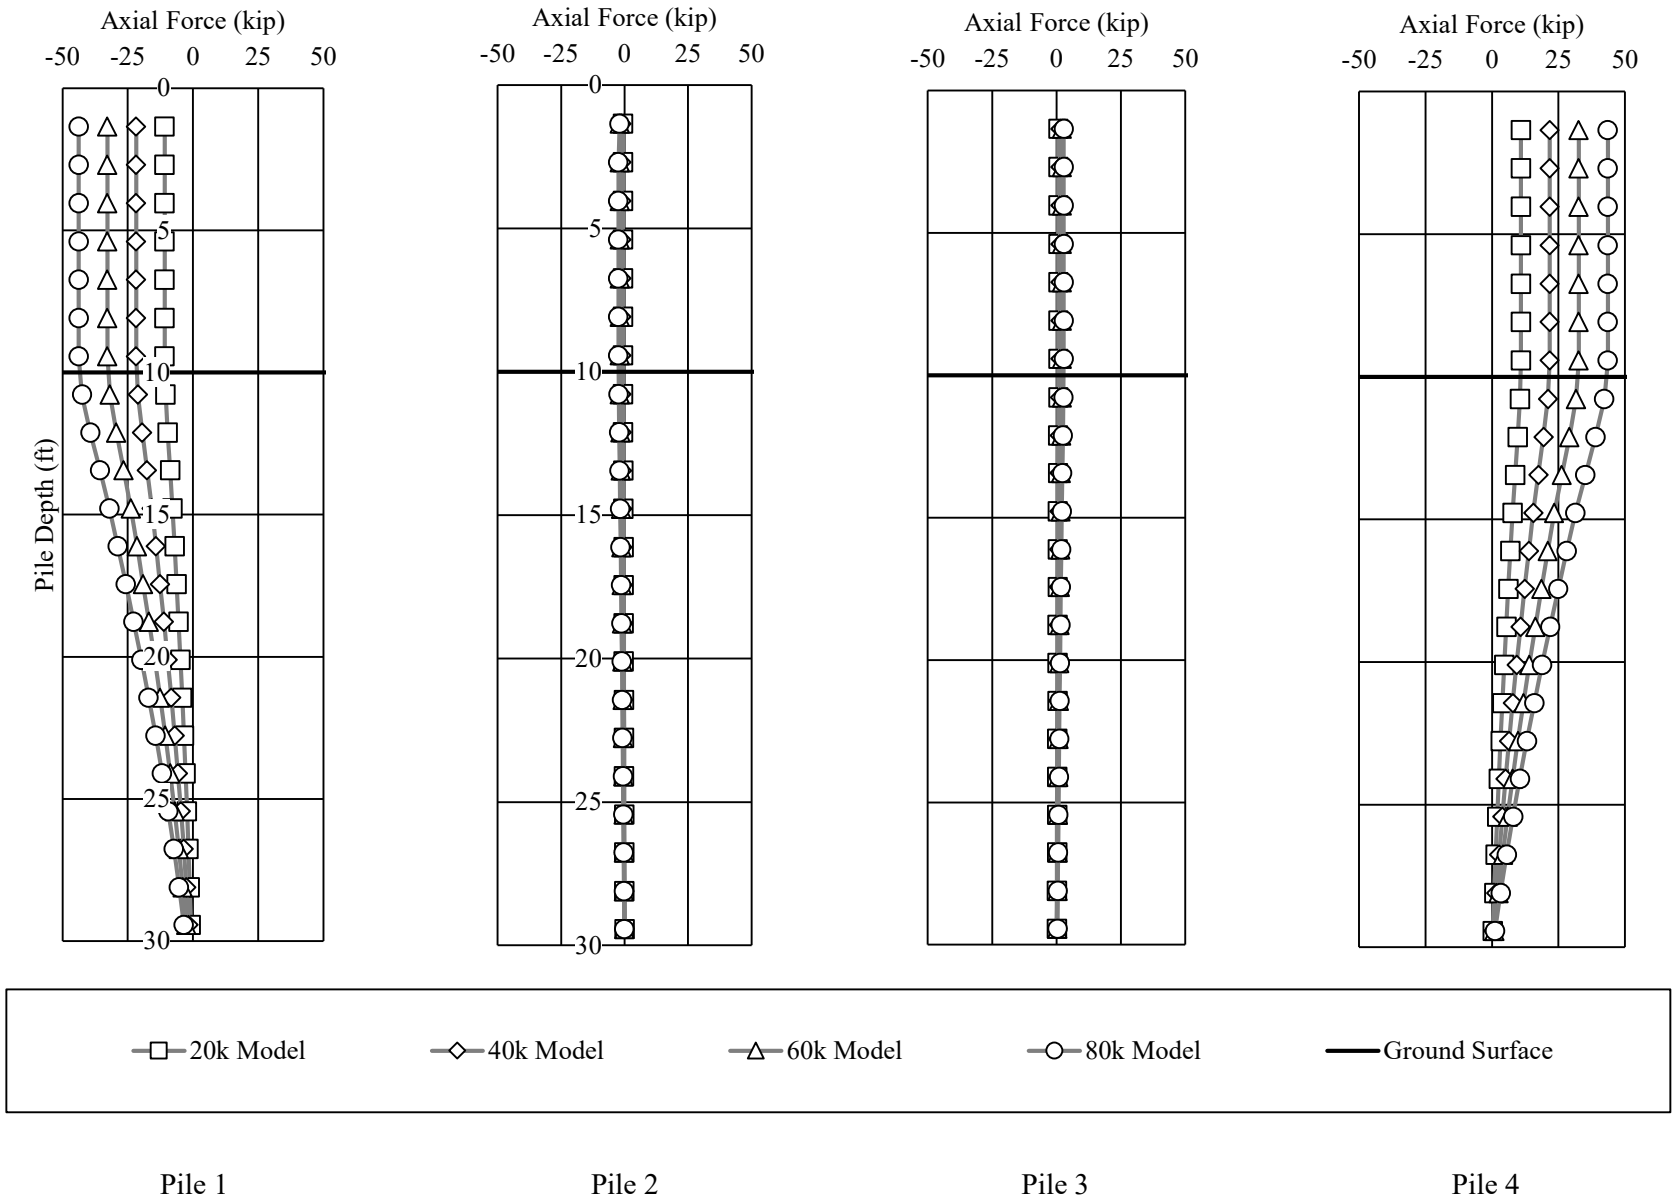 Axial Force (kip) Axial Force (kip) Axial Force (kip) Axial Force (kip)
-50 -25 0 25 50 -50 -25 0 25 50 -50 -25 0 25 50 -50 -25 0 25 50
0 0
5 5
10 10
Pile Depth (ft)
15 15
20 20
25 25
30 30
20k Model 40k Model 60k Model 80k Model Ground Surface
Pile 1 Pile 2 Pile 3 Pile 4